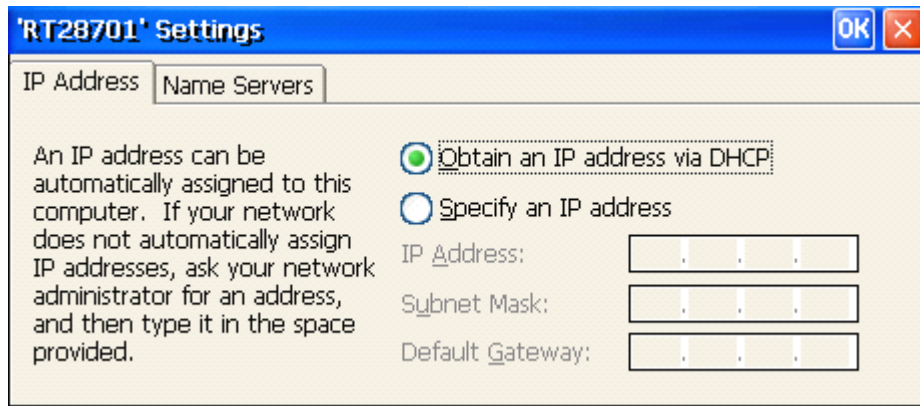 'RT28701' Settings
OK
IP Address
Name Servers
An IP address can be
automatically assigned to this
computer. If your network
does not automatically assign
IP addresses, ask your network
administrator for an address,
and then type it in the space
provided.
Obtain an IP address via DHCP
Specify an IP address
IP Address:
Subnet Mask:
Default Gateway: